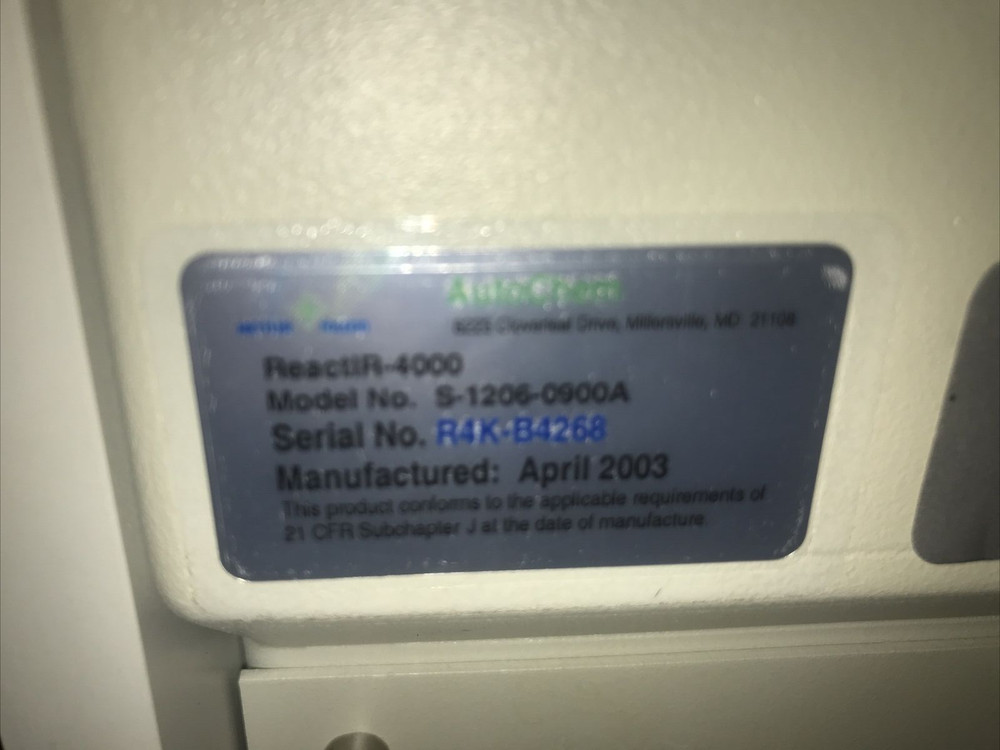 METTLER TOLEDO
AutoChem
8223 Cloverleaf Drive, Millersville, MD 21108
ReactIR-4000
Model No. S-1206-0900A
Serial No. R4K-B4268
Manufactured: April 2003
This product conforms to the applicable requirements of
21 CFR Subchapter J at the date of manufacture